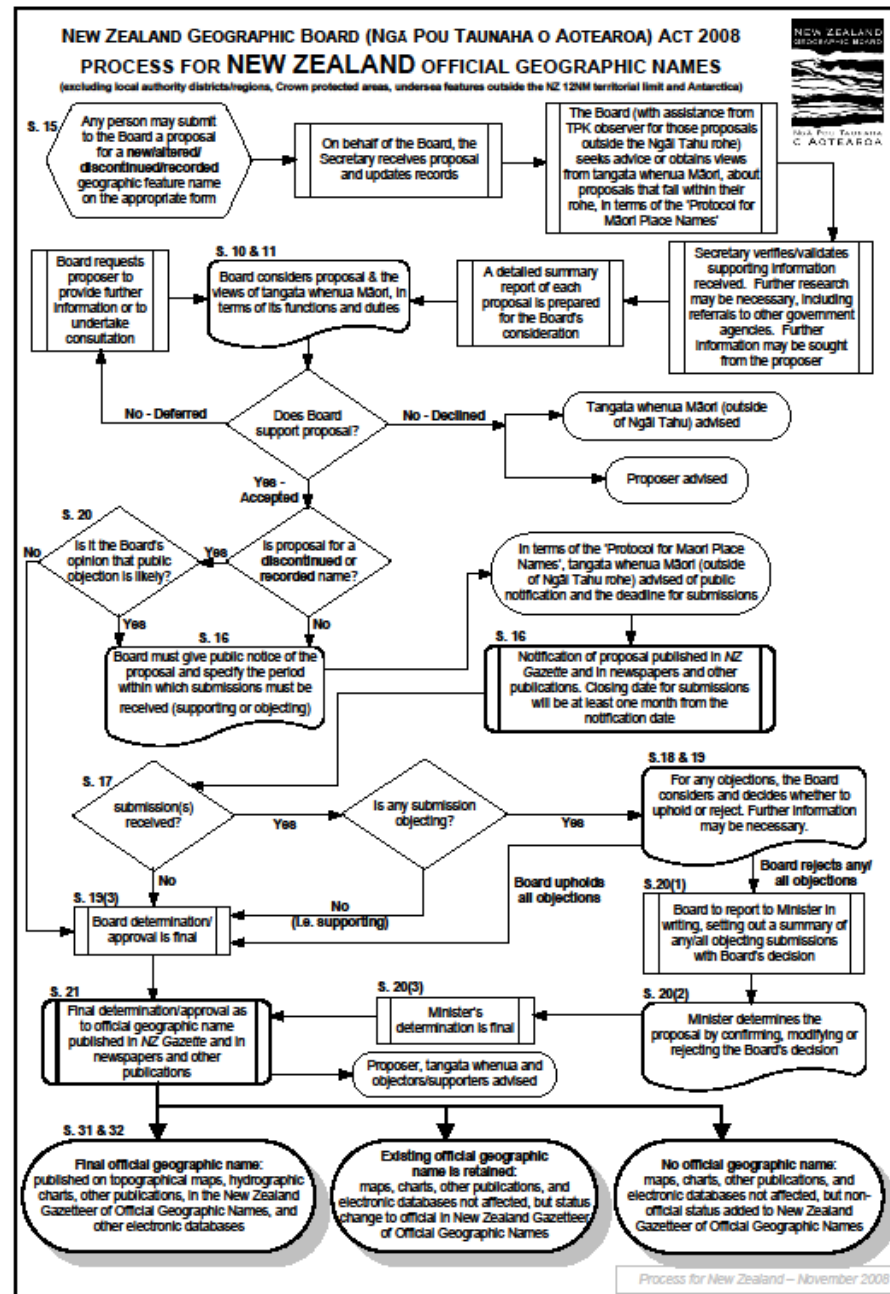 NEW ZEALAND GEOGRAPHIC BOARD (NGĀ POU TAUNAHA O AOTEAROA) ACT 2008
PROCESS FOR NEW ZEALAND OFFICIAL GEOGRAPHIC NAMES
(excluding local authority districts/regions, Crown protected areas, undersea features outside the NZ 12NM territorial limit and Antarctica)
NEW ZEALAND
GEOGRAPHIC BOARD
NGĀ POU TAUNAHA
O AOTEAROA
S. 15
Any person may submit
to the Board a proposal
for a new/altered/
discontinued/recorded
geographic feature name
on the appropriate form
On behalf of the Board, the
Secretary receives proposal
and updates records
The Board (with assistance from
TPK observer for those proposals
outside the Ngāi Tahu rohe)
seeks advice or obtains views
from tangata whenua Māori, about
proposals that fall within their
rohe, in terms of the 'Protocol for
Māori Place Names'
Board requests
proposer to
provide further
information or to
undertake
consultation
S. 10 & 11
Board considers proposal & the
views of tangata whenua Māori, in
terms of its functions and duties
A detailed summary
report of each
proposal is prepared
for the Board's
consideration
Secretary verifies/validates
supporting information
received. Further research
may be necessary, including
referrals to other government
agencies. Further
information may be sought
from the proposer
No - Deferred
Does Board
support proposal?
No - Declined
Tangata whenua Māori (outside
of Ngāi Tahu) advised
Proposer advised
Yes -
Accepted
S. 20
No
Is it the Board's
opinion that public
objection is likely?
Yes
Is proposal for a
discontinued or
recorded name?
In terms of the 'Protocol for Maori Place
Names', tangata whenua Māori (outside
of Ngāi Tahu rohe) advised of public
notification and the deadline for submissions
Yes
No
S. 16
Board must give public notice of the
proposal and specify the period
within which submissions must be
received (supporting or objecting)
S. 16
Notification of proposal published in NZ
Gazette and in newspapers and other
publications. Closing date for submissions
will be at least one month from the
notification date
S. 17
submission(s)
received?
Yes
Is any submission
objecting?
Yes
S.18 & 19
For any objections, the Board
considers and decides whether to
uphold or reject. Further information
may be necessary.
No
No
(i.e. supporting)
Board upholds
all objections
Board rejects any/
all objections
S. 19(3)
Board determination/
approval is final
S.20(1)
Board to report to Minister in
writing, setting out a summary of
any/all objecting submissions
with Board's decision
S. 21
Final determination/approval as
to official geographic name
published in NZ Gazette and in
newspapers and other
publications
S. 20(3)
Minister's
determination is final
S. 20(2)
Minister determines the
proposal by confirming, modifying or
rejecting the Board's decision
Proposer, tangata whenua and
objectors/supporters advised
S. 31 & 32
Final official geographic name:
published on topographical maps, hydrographic
charts, other publications, in the New Zealand
Gazetteer of Official Geographic Names, and
other electronic databases
Existing official geographic
name is retained:
maps, charts, other publications, and
electronic databases not affected, but status
change to official in New Zealand Gazetteer
of Official Geographic Names
No official geographic name:
maps, charts, other publications, and
electronic databases not affected, but non-
official status added to New Zealand
Gazetteer of Official Geographic Names
Process for New Zealand – November 2008